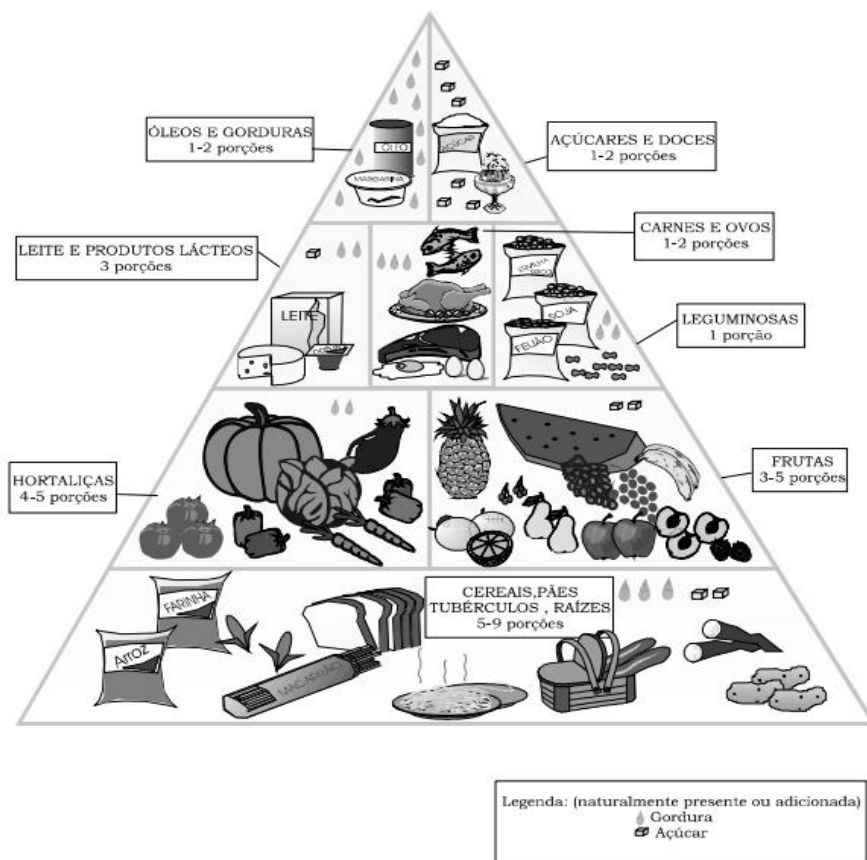 ÓLEOS E GORDURAS
1-2 porções
AÇÚCARES E DOCES
1-2 porções
ÓLEO
AÇÚCAR
MARGARINA
CARNES E OVOS
1-2 porções
LEITE E PRODUTOS LÁCTEOS
3 porções
ERVILHA
SECO
LEITE
SOJA
FEIJÃO
LEGUMINOSAS
1 porção
HORTALIÇAS
4-5 porções
FRUTAS
3-5 porções
CEREAIS,PÃES
TUBÉRCULOS , RAÍZES
5-9 porções
FARINHA
Arroz
MACARRÃO
Legenda: (naturalmente presente ou adicionada)
Gordura
Açúcar